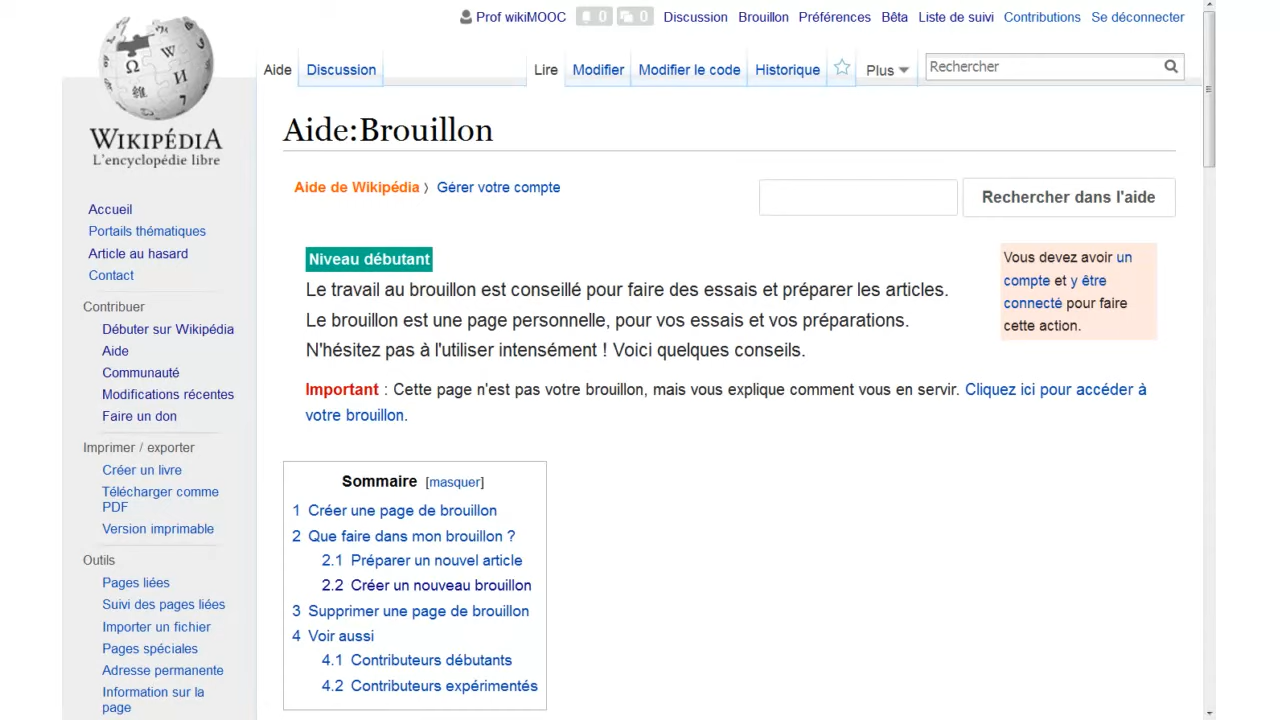 Prof wikiMOOC 0 0 Discussion Brouillon Préférences Bêta Liste de suivi Contributions Se déconnecter
Aide Discussion Lire Modifier Modifier le code Historique Plus Rechercher
WIKIPÉDIA
L'encyclopédie libre
Accueil
Portails thématiques
Article au hasard
Contact
Contribuer
Débuter sur Wikipédia
Aide
Communauté
Modifications récentes
Faire un don
Imprimer / exporter
Créer un livre
Télécharger comme
PDF
Version imprimable
Outils
Pages liées
Suivi des pages liées
Importer un fichier
Pages spéciales
Adresse permanente
Information sur la
page
Aide:Brouillon
Aide de Wikipédia ⟩ Gérer votre compte
Rechercher dans l'aide
Niveau débutant
Le travail au brouillon est conseillé pour faire des essais et préparer les articles.
Le brouillon est une page personnelle, pour vos essais et vos préparations.
N'hésitez pas à l'utiliser intensément ! Voici quelques conseils.
Vous devez avoir un
compte et y être
connecté pour faire
cette action.
Important : Cette page n'est pas votre brouillon, mais vous explique comment vous en servir. Cliquez ici pour accéder à
votre brouillon.
Sommaire [masquer]
1 Créer une page de brouillon
2 Que faire dans mon brouillon ?
2.1 Préparer un nouvel article
2.2 Créer un nouveau brouillon
3 Supprimer une page de brouillon
4 Voir aussi
4.1 Contributeurs débutants
4.2 Contributeurs expérimentés